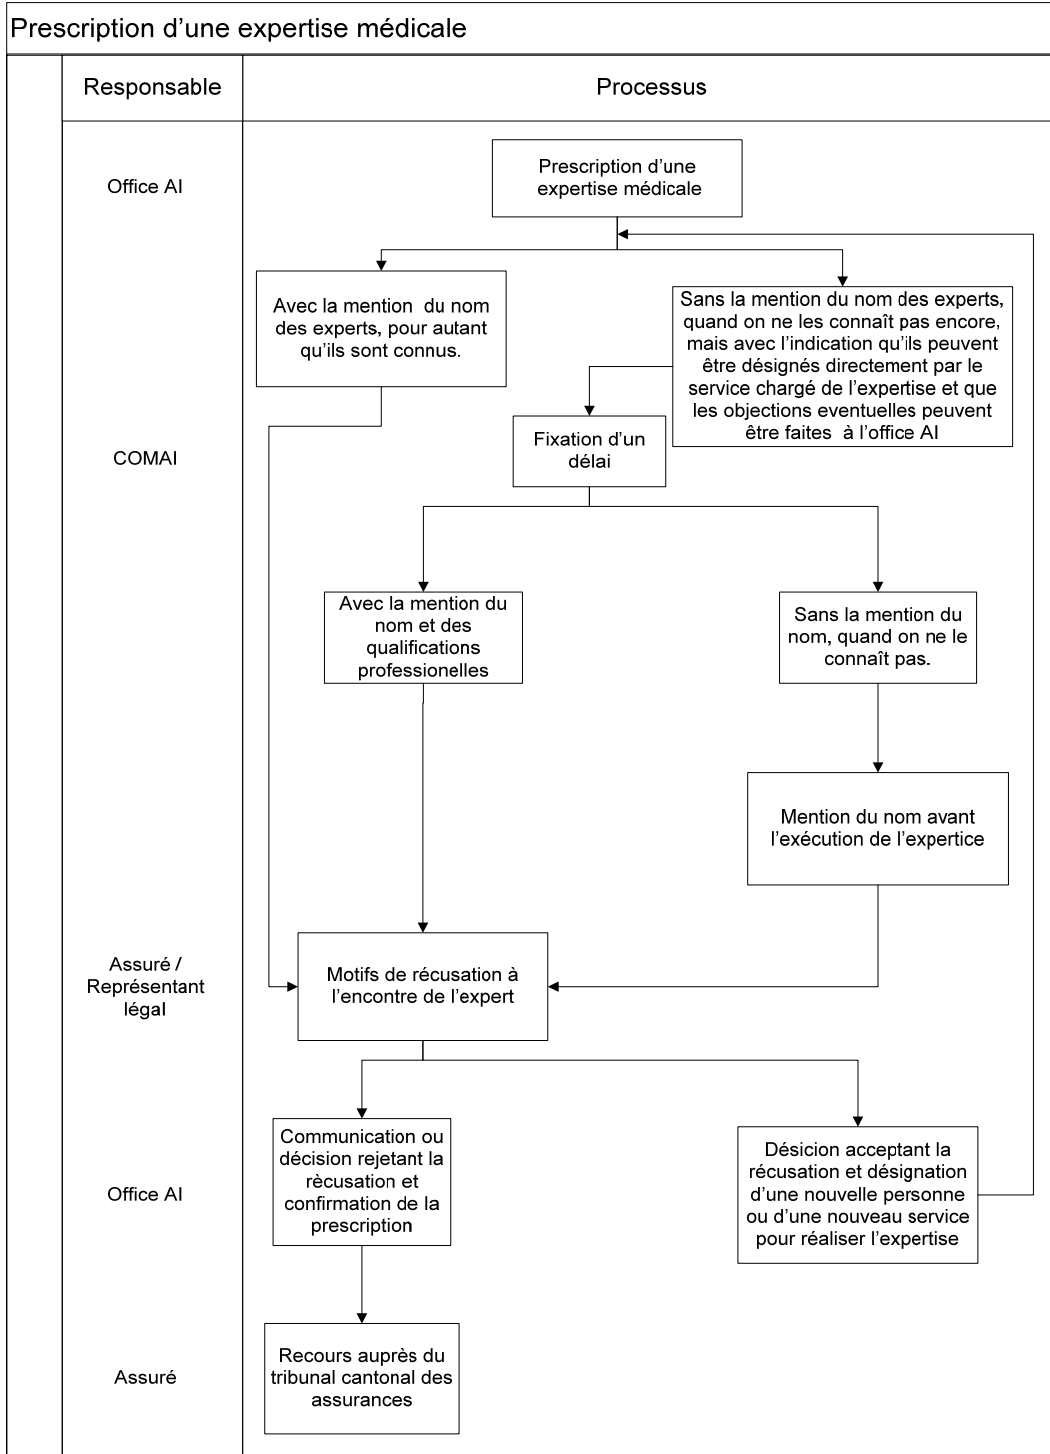 Prescription d'une expertise médicale
Responsable
Processus
Office AI
Prescription d'une
expertise médicale
Avec la mention  du nom
des experts, pour autant
qu'ils sont connus.
Sans la mention du nom des experts,
quand on ne les connaît pas encore,
mais avec l'indication qu'ils peuvent
être désignés directement par le
service chargé de l'expertise et que
les objections eventuelles peuvent
être faites  à l'office AI
COMAI
Fixation d'un
délai
Avec la mention du
nom et des
qualifications
professionelles
Sans la mention du
nom, quand on ne le
connaît pas.
Mention du nom avant
l'exécution de l'expertice
Assuré /
Représentant
légal
Motifs de récusation à
l'encontre de l'expert
Office AI
Communication ou
décision rejetant la
rècusation et
confirmation de la
prescription
Désicion acceptant la
récusation et désignation
d'une nouvelle personne
ou d'une nouveau service
pour réaliser l'expertise
Assuré
Recours auprès du
tribunal cantonal des
assurances